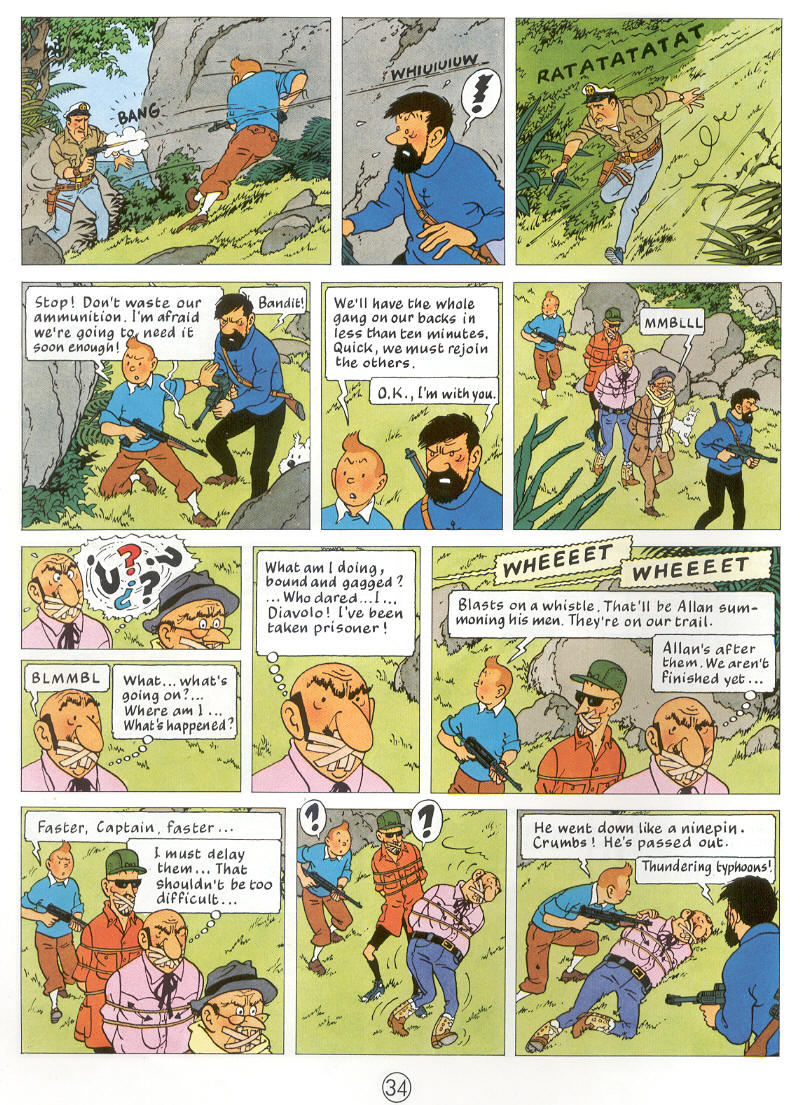 BANG
WHIUIUIUW...
RATATATATAT
Stop! Don't waste our
ammunition. I'm afraid
we're going to need it
soon enough!
Bandit!
We'll have the whole
gang on our backs in
less than ten minutes.
Quick, we must rejoin
the others.
O.K., I'm with you.
MMBLLL
BLMMBL
What... what's
going on?...
Where am I...
What's happened?
What am I doing,
bound and gagged?
...Who dared...I...
Diavolo! I've been
taken prisoner!
WHEEEET
WHEEEET
Blasts on a whistle. That'll be Allan sum-
moning his men. They're on our trail.
Allan's after
them. We aren't
finished yet...
Faster, Captain, faster...
I must delay
them... That
shouldn't be too
difficult...
?
?
He went down like a ninepin.
Crumbs! He's passed out.
Thundering typhoons!
34